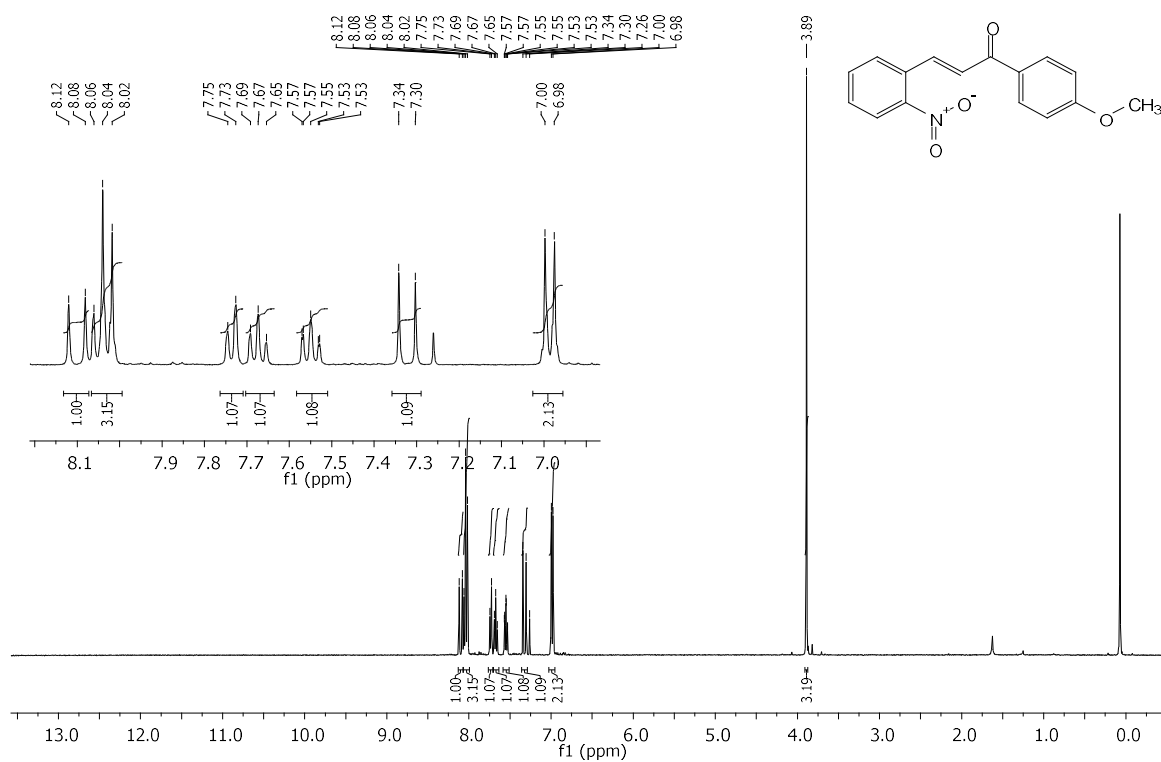 8.12 8.08 8.06 8.04 8.02 7.75 7.73 7.69 7.67 7.65 7.57 7.57 7.55 7.55 7.53 7.53 7.34 7.30 7.26 7.00 6.98
3.89
O
N+
O-
O
O
CH3
8.12 8.08 8.06 8.04 8.02 7.75 7.73 7.69 7.67 7.65 7.57 7.57 7.55 7.53 7.53 7.34 7.30 7.00 6.98
1.00 3.15 1.07 1.07 1.08 1.09 2.13
8.1 7.9 7.8 7.7 7.6 7.5 7.4 7.3 7.2 7.1 7.0
f1 (ppm)
1.00 3.15 1.07 1.07 1.08 1.09 2.13 3.19
13.0 12.0 11.0 10.0 9.0 8.0 7.0 6.0 5.0 4.0 3.0 2.0 1.0 0.0
f1 (ppm)